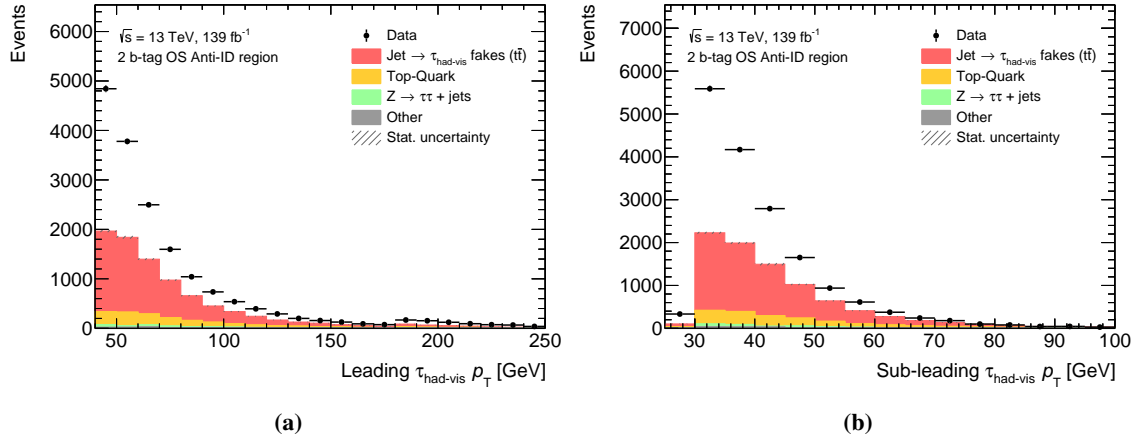 Events
6000
5000
4000
3000
2000
1000
0
√s = 13 TeV, 139 fb⁻¹
2 b-tag OS Anti-ID region
Data
Jet → τhad-vis fakes (tt̄)
Top-Quark
Z → ττ + jets
Other
Stat. uncertainty
50 100 150 200 250
Leading τhad-vis pT [GeV]
(a)
Events
7000
6000
5000
4000
3000
2000
1000
0
√s = 13 TeV, 139 fb⁻¹
2 b-tag OS Anti-ID region
Data
Jet → τhad-vis fakes (tt̄)
Top-Quark
Z → ττ + jets
Other
Stat. uncertainty
30 40 50 60 70 80 90 100
Sub-leading τhad-vis pT [GeV]
(b)